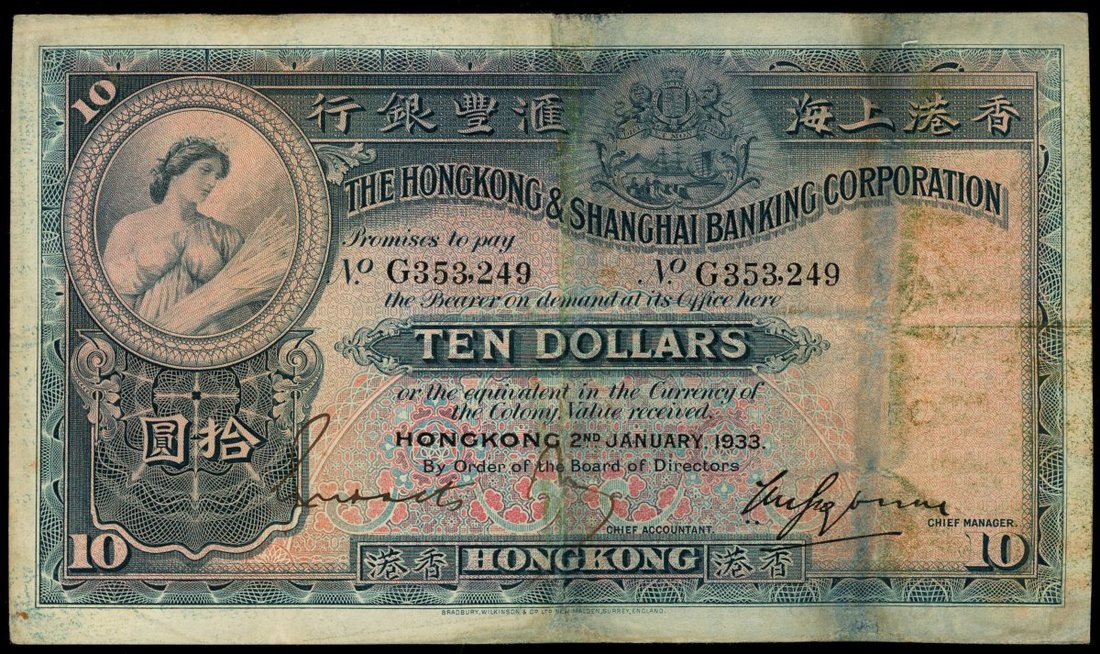 10
行銀豐滙 海上港香
THE HONGKONG & SHANGHAI BANKING CORPORATION
Promises to pay
No. G353,249 No G353,249
the Bearer on demand at its Office here
TEN DOLLARS
or the equivalent in the Currency of
the Colony, Value received.
圓拾
HONGKONG 2ND JANUARY, 1933.
By Order of the Board of Directors
CHIEF ACCOUNTANT.
CHIEF MANAGER.
10 港香 HONGKONG 港香 10
BRADBURY, WILKINSON & Co. LTD. NEW MALDEN, SURREY, ENGLAND.